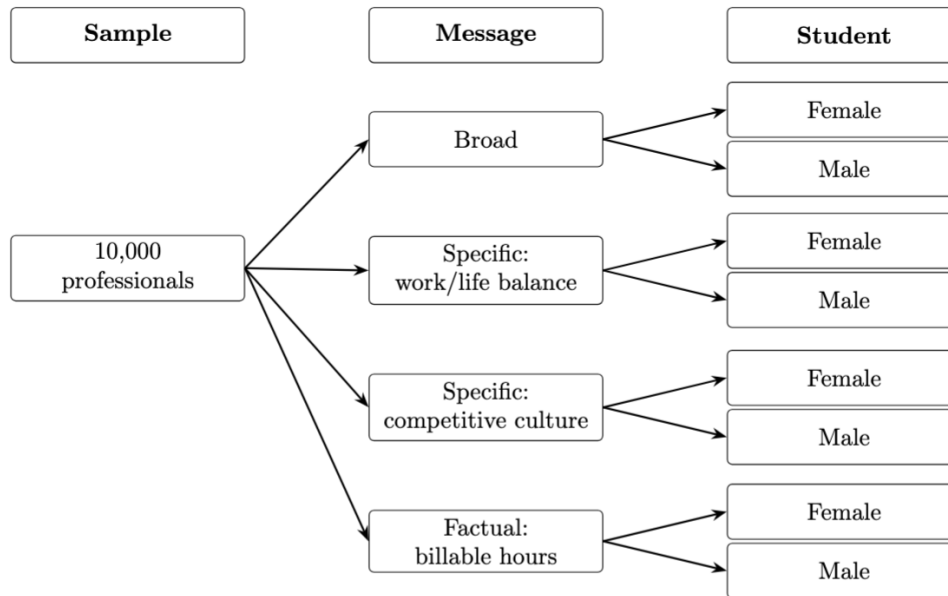 Sample
Message
Student
Broad
Female
Male
10,000
professionals
Specific:
work/life balance
Female
Male
Specific:
competitive culture
Female
Male
Factual:
billable hours
Female
Male